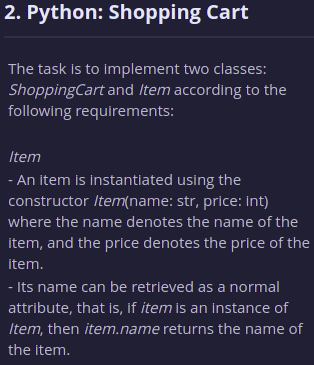 2. Python: Shopping Cart
The task is to implement two classes:
ShoppingCart and Item according to the
following requirements:
Item
- An item is instantiated using the
constructor Item(name: str, price: int)
where the name denotes the name of the
item, and the price denotes the price of the
item.
- Its name can be retrieved as a normal
attribute, that is, if item is an instance of
Item, then item.name returns the name of
the item.